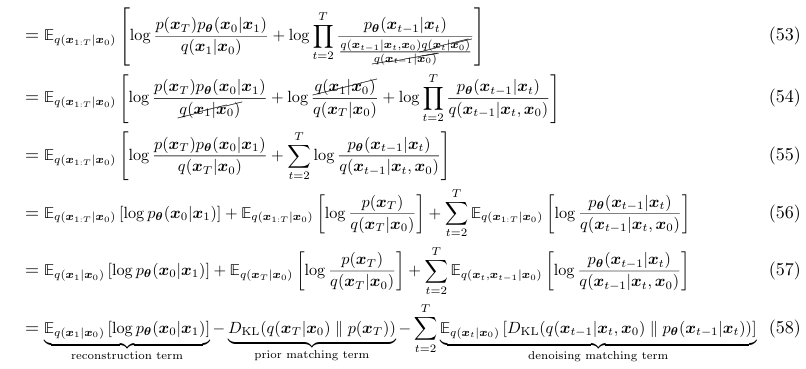 = 𝔼_{q(x_{1:T}|x_0)} [ log \frac{p(x_T)p_θ(x_0|x_1)}{q(x_1|x_0)} + log ∏_{t=2}^{T} \frac{p_θ(x_{t-1}|x_t)}{\frac{q(x_{t-1}|x_t,x_0)\cancel{q(x_t|x_0)}}{\cancel{q(x_{t-1}|x_0)}}} ] (53)
= 𝔼_{q(x_{1:T}|x_0)} [ log \frac{p(x_T)p_θ(x_0|x_1)}{\cancel{q(x_1|x_0)}} + log \frac{\cancel{q(x_1|x_0)}}{q(x_T|x_0)} + log ∏_{t=2}^{T} \frac{p_θ(x_{t-1}|x_t)}{q(x_{t-1}|x_t,x_0)} ] (54)
= 𝔼_{q(x_{1:T}|x_0)} [ log \frac{p(x_T)p_θ(x_0|x_1)}{q(x_T|x_0)} + ∑_{t=2}^{T} log \frac{p_θ(x_{t-1}|x_t)}{q(x_{t-1}|x_t,x_0)} ] (55)
= 𝔼_{q(x_{1:T}|x_0)} [log p_θ(x_0|x_1)] + 𝔼_{q(x_{1:T}|x_0)} [ log \frac{p(x_T)}{q(x_T|x_0)} ] + ∑_{t=2}^{T} 𝔼_{q(x_{1:T}|x_0)} [ log \frac{p_θ(x_{t-1}|x_t)}{q(x_{t-1}|x_t,x_0)} ] (56)
= 𝔼_{q(x_1|x_0)} [log p_θ(x_0|x_1)] + 𝔼_{q(x_T|x_0)} [ log \frac{p(x_T)}{q(x_T|x_0)} ] + ∑_{t=2}^{T} 𝔼_{q(x_t,x_{t-1}|x_0)} [ log \frac{p_θ(x_{t-1}|x_t)}{q(x_{t-1}|x_t,x_0)} ] (57)
= 𝔼_{q(x_1|x_0)} [log p_θ(x_0|x_1)] − D_{KL}(q(x_T|x_0) ∥ p(x_T)) − ∑_{t=2}^{T} 𝔼_{q(x_t|x_0)} [D_{KL}(q(x_{t-1}|x_t,x_0) ∥ p_θ(x_{t-1}|x_t))] (58)
reconstruction term prior matching term denoising matching term